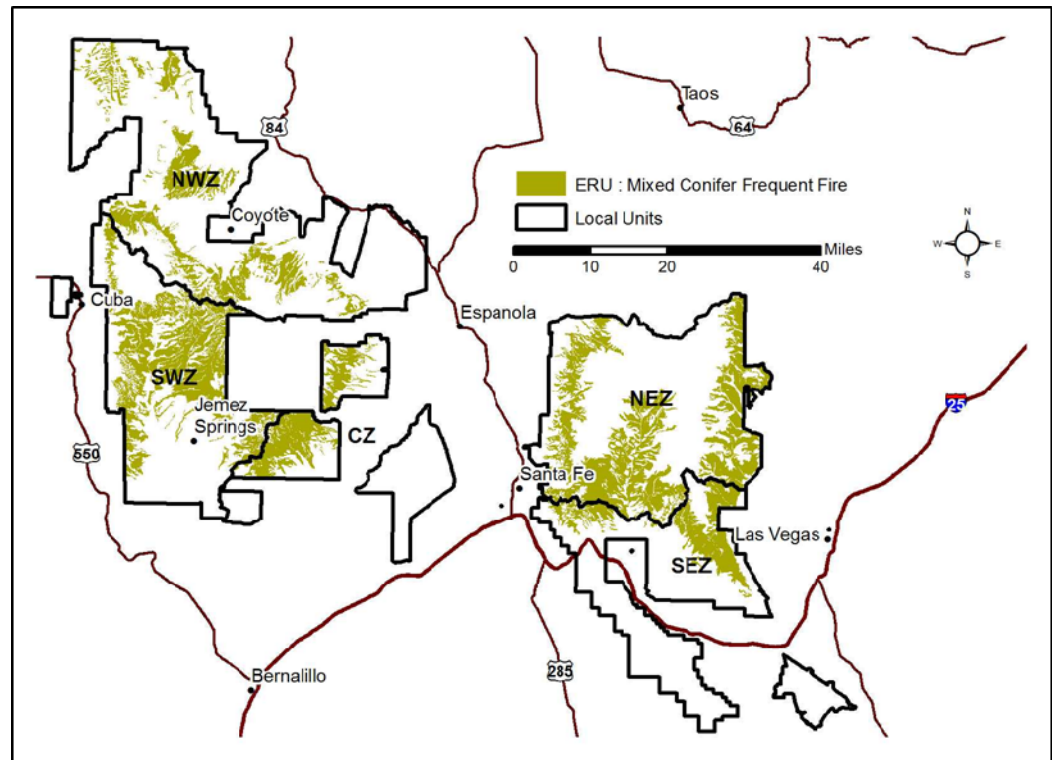 Taos
84
64
NWZ
ERU : Mixed Conifer Frequent Fire
Coyote
Local Units
Miles
0 10 20 40
N
W E
S
Cuba
Espanola
SWZ
NEZ
25
Jemez
Springs
CZ
550
Santa Fe
Las Vegas
SEZ
285
Bernalillo